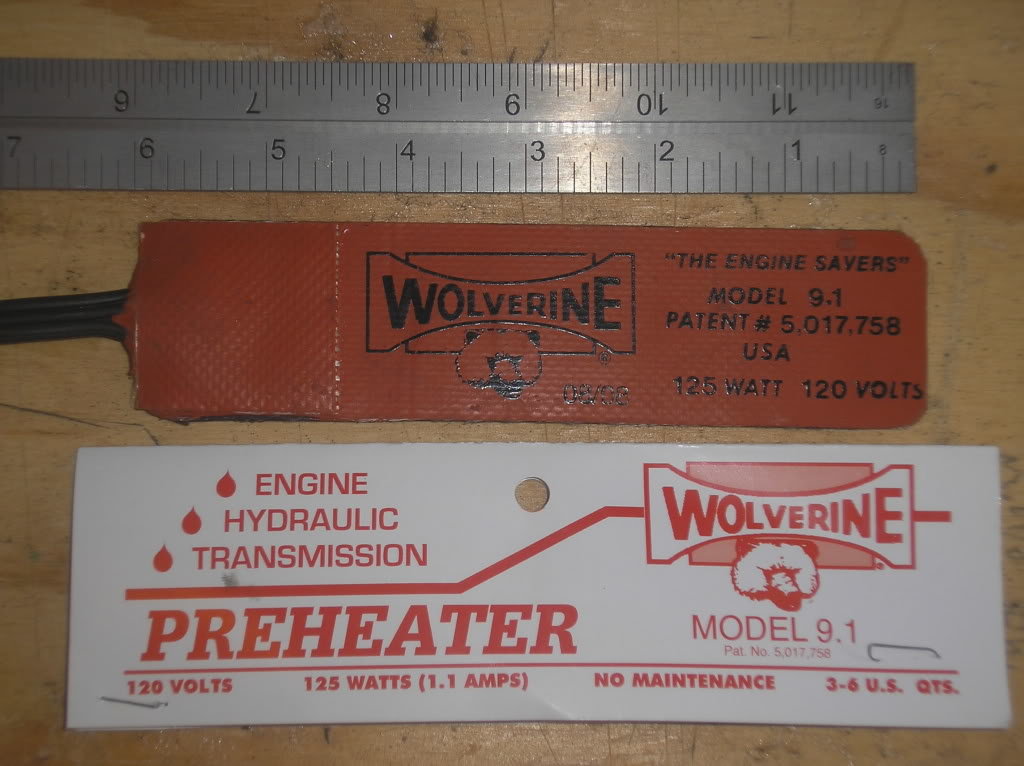 6 7 8 9 10 11 16
7 6 5 4 3 2 1 8
WOLVERINE
®
"THE ENGINE SAVERS"
MODEL 9.1
PATENT # 5,017,758
USA
125 WATT 120 VOLTS
ENGINE
HYDRAULIC
TRANSMISSION
PREHEATER
WOLVERINE
®
MODEL 9.1
Pat. No. 5,017,758
120 VOLTS 125 WATTS (1.1 AMPS) NO MAINTENANCE 3-6 U.S. QTS.